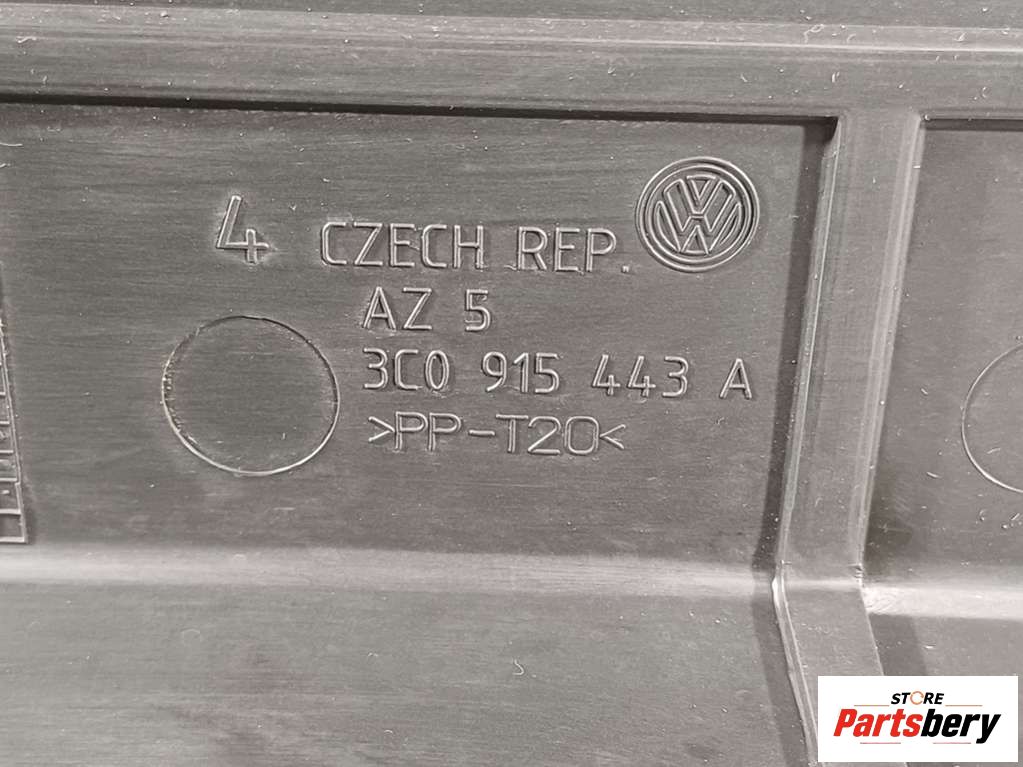 4 CZECH REP.
AZ 5
3C0 915 443 A
>PP-T20<
STORE
Partsbery